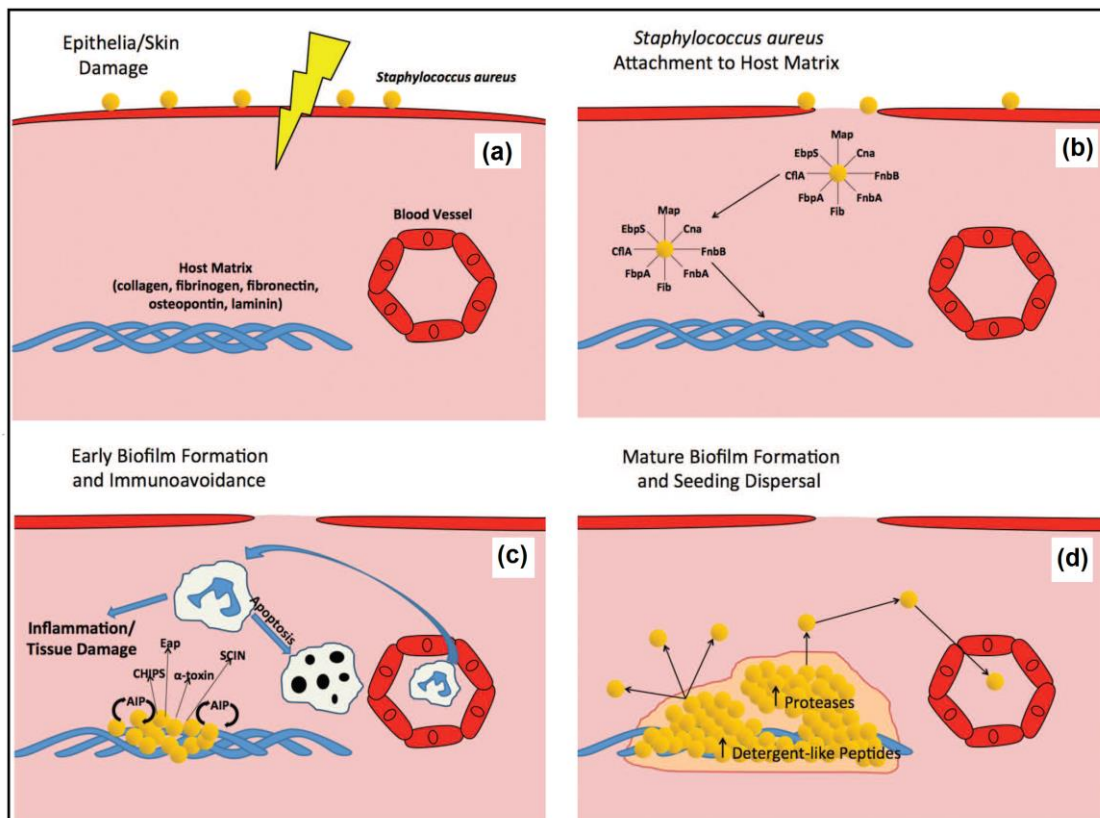 Epithelia/Skin
Damage
Staphylococcus aureus
(a)
Blood Vessel
Host Matrix
(collagen, fibrinogen, fibronectin,
osteopontin, laminin)
Staphylococcus aureus
Attachment to Host Matrix
(b)
Map
EbpS
Cna
CflA
FnbB
FbpA
FnbA
Fib
Map
EbpS
Cna
CflA
FnbB
FbpA
FnbA
Fib
Early Biofilm Formation
and Immunoavoidance
(c)
Apoptosis
Inflammation/
Tissue Damage
Eap
SCIN
CHIPS
α-toxin
AIP
AIP
Mature Biofilm Formation
and Seeding Dispersal
(d)
Proteases
Detergent-like Peptides